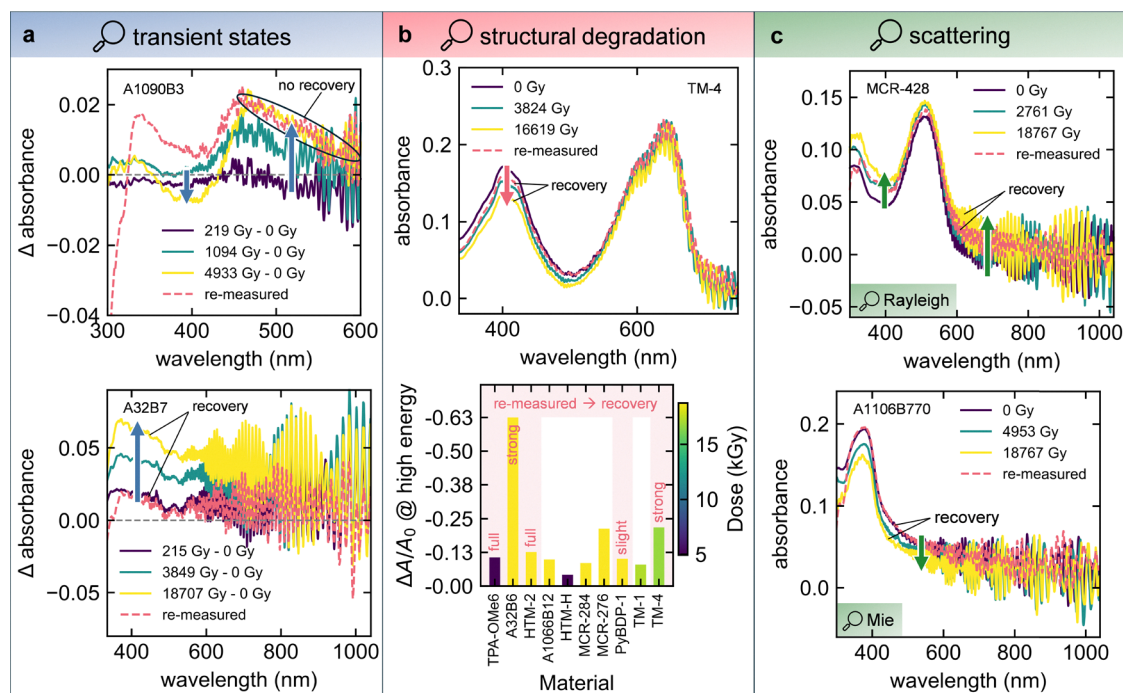 a transient states
A1090B3
no recovery
Δ absorbance
0.02
0.00
−0.02
−0.04
219 Gy - 0 Gy
1094 Gy - 0 Gy
4933 Gy - 0 Gy
re-measured
300 400 500 600
wavelength (nm)
A32B7
recovery
Δ absorbance
0.05
0.00
−0.05
215 Gy - 0 Gy
3849 Gy - 0 Gy
18707 Gy - 0 Gy
re-measured
400 600 800 1000
wavelength (nm)
b structural degradation
TM-4
absorbance
0.3
0.2
0.1
0.0
0 Gy
3824 Gy
16619 Gy
re-measured
recovery
400 600
wavelength (nm)
re-measured → recovery
ΔA/A0 @ high energy
-0.63
-0.50
-0.38
-0.25
-0.13
-0.00
full
strong
full
slight
strong
TPA-OMe6
A32B6
HTM-2
A1066B12
HTM-H
MCR-284
MCR-276
PyBDP-1
TM-1
TM-4
Material
15
10
5
Dose (kGy)
c scattering
MCR-428
absorbance
0.15
0.10
0.05
0.00
−0.05
0 Gy
2761 Gy
18767 Gy
re-measured
recovery
Rayleigh
400 600 800 1000
wavelength (nm)
A1106B770
absorbance
0.2
0.1
0.0
0 Gy
4953 Gy
18767 Gy
re-measured
recovery
Mie
400 600 800 1000
wavelength (nm)